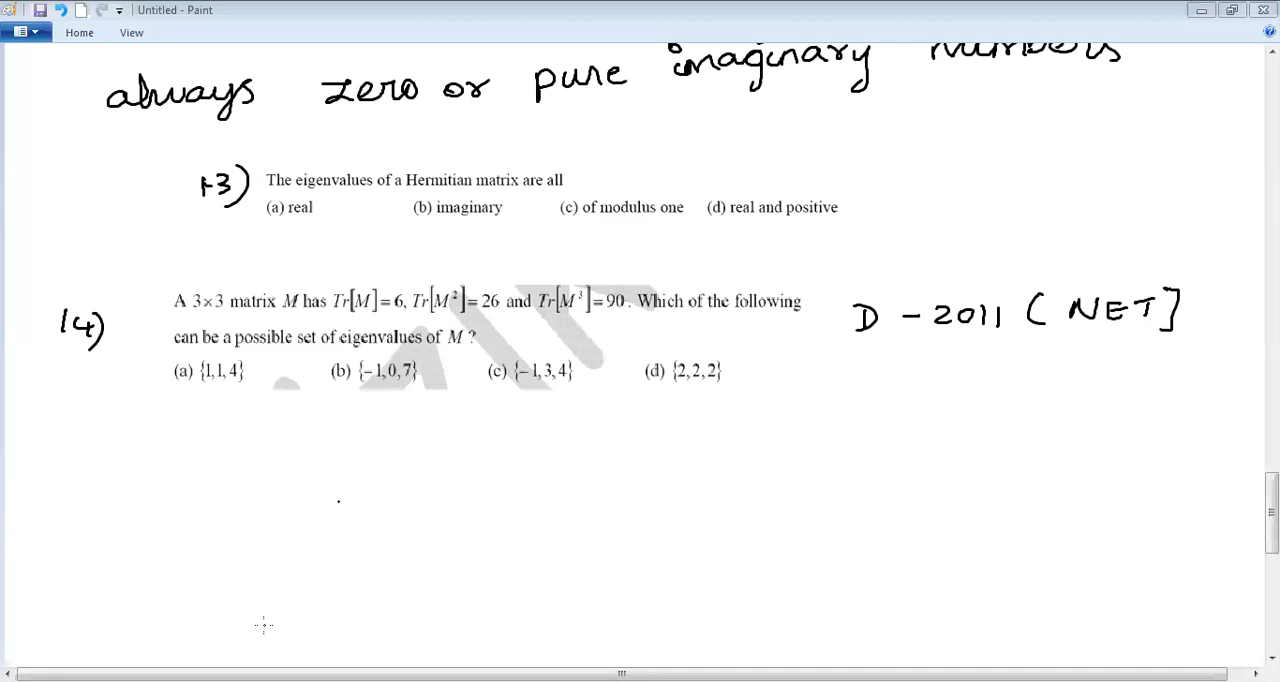 Untitled - Paint
Home View
always zero or pure imaginary numbers
13) The eigenvalues of a Hermitian matrix are all
(a) real (b) imaginary (c) of modulus one (d) real and positive
14) A 3×3 matrix M has Tr[M]=6, Tr[M²]=26 and Tr[M³]=90. Which of the following D - 2011 ( NET ]
can be a possible set of eigenvalues of M?
(a) {1,1,4} (b) {-1,0,7} (c) {-1,3,4} (d) {2,2,2}